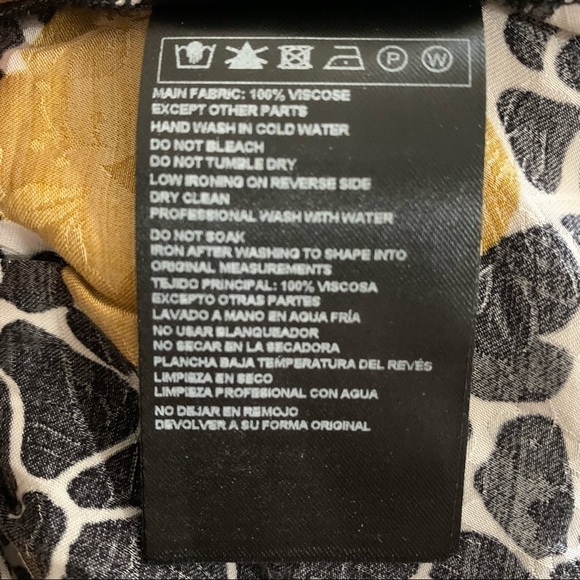 P W
MAIN FABRIC: 100% VISCOSE
EXCEPT OTHER PARTS
HAND WASH IN COLD WATER
DO NOT BLEACH
DO NOT TUMBLE DRY
LOW IRONING ON REVERSE SIDE
DRY CLEAN
PROFESSIONAL WASH WITH WATER
DO NOT SOAK
IRON AFTER WASHING TO SHAPE INTO
ORIGINAL MEASUREMENTS
TEJIDO PRINCIPAL: 100% VISCOSA
EXCEPTO OTRAS PARTES
LAVADO A MANO EN AGUA FRÍA
NO USAR BLANQUEADOR
NO SECAR EN LA SECADORA
PLANCHA BAJA TEMPERATURA DEL REVÉS
LIMPIEZA EN SECO
LIMPIEZA PROFESIONAL CON AGUA
NO DEJAR EN REMOJO
DEVOLVER A SU FORMA ORIGINAL